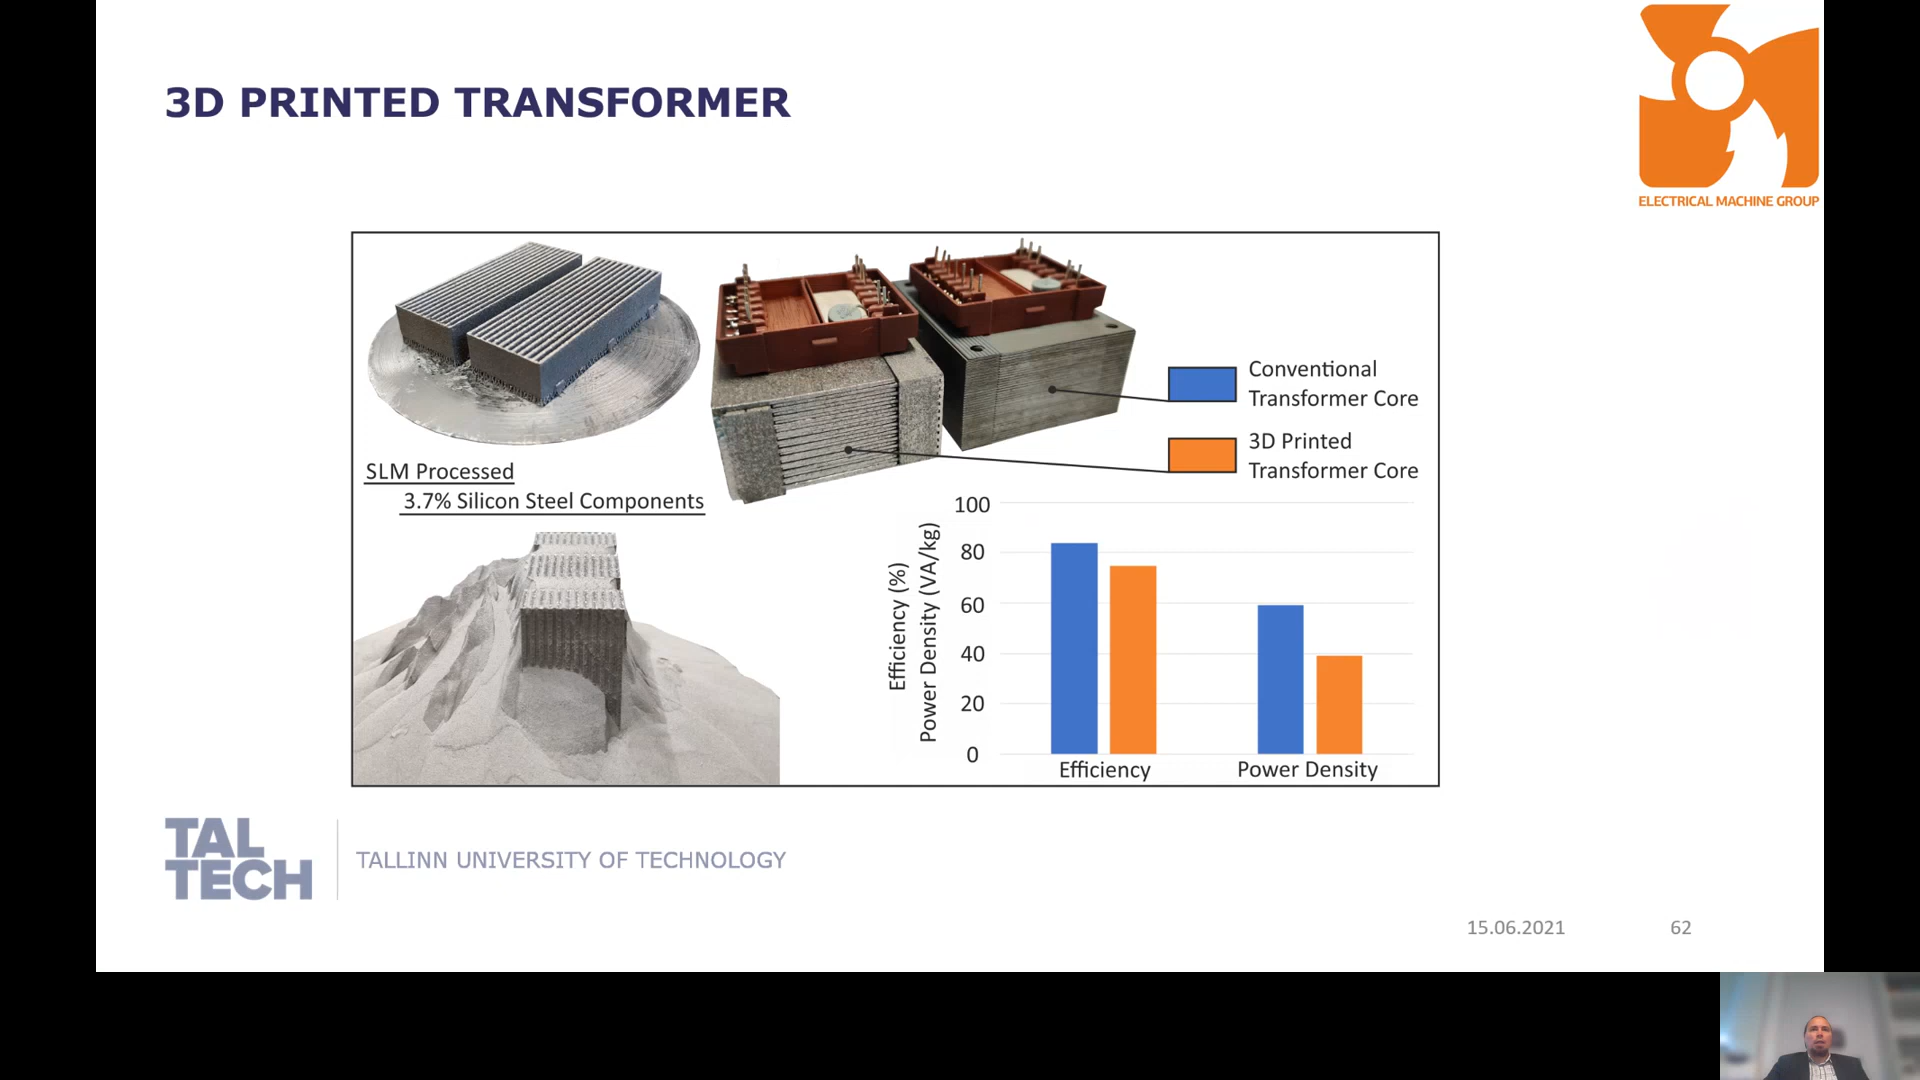 3D PRINTED TRANSFORMER
ELECTRICAL MACHINE GROUP
SLM Processed
3.7% Silicon Steel Components
Conventional
Transformer Core
3D Printed
Transformer Core
Efficiency (%)
Power Density (VA/kg)
100
80
60
40
20
0
Efficiency
Power Density
TAL
TECH
TALLINN UNIVERSITY OF TECHNOLOGY
15.06.2021
62